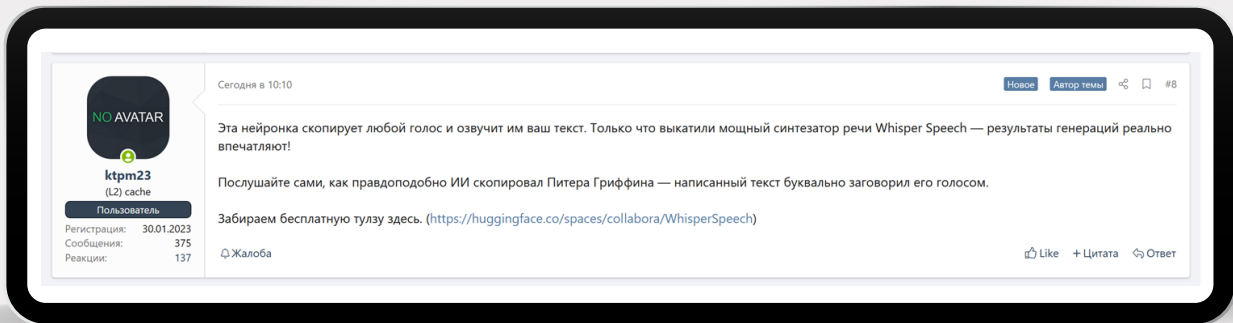 Сегодня в 10:10
Новое Автор темы #8
NO AVATAR
ktpm23
(L2) cache
Пользователь
Регистрация: 30.01.2023
Сообщения: 375
Реакции: 137
Эта нейронка скопирует любой голос и озвучит им ваш текст. Только что выкатили мощный синтезатор речи Whisper Speech — результаты генераций реально
впечатляют!
Послушайте сами, как правдоподобно ИИ скопировал Питера Гриффина — написанный текст буквально заговорил его голосом.
Забираем бесплатную тулзу здесь. (https://huggingface.co/spaces/collabora/WhisperSpeech)
Жалоба
Like + Цитата Ответ